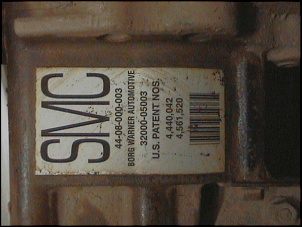 SMC
44-08-000-003
BORG WARNER AUTOMOTIVE
32000-05003
U.S. PATENT NOS.
4,440,042
4,561,520